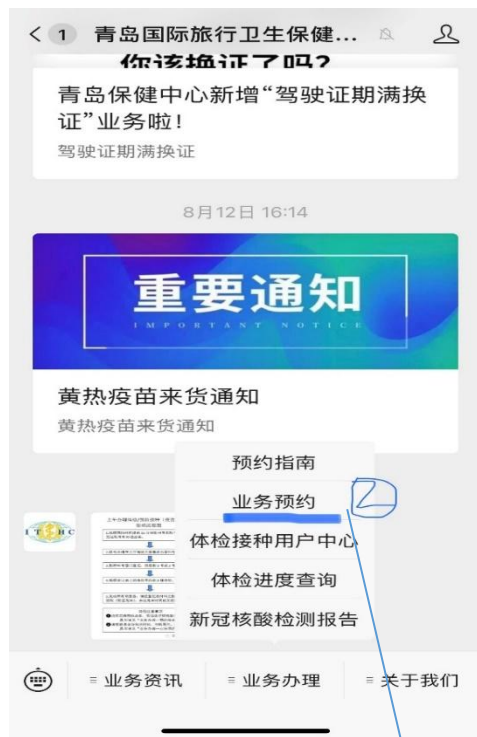 1 青岛国际旅行卫生保健...
你该换证了吗?
青岛保健中心新增“驾驶证期满换
证”业务啦!
驾驶证期满换证
8月12日 16:14
重要通知
IMPORTANT NOTICE
黄热疫苗来货通知
黄热疫苗来货通知
预约指南
业务预约 2
ITHC
体检接种用户中心
体检进度查询
新冠核酸检测报告
业务资讯
业务办理
关于我们